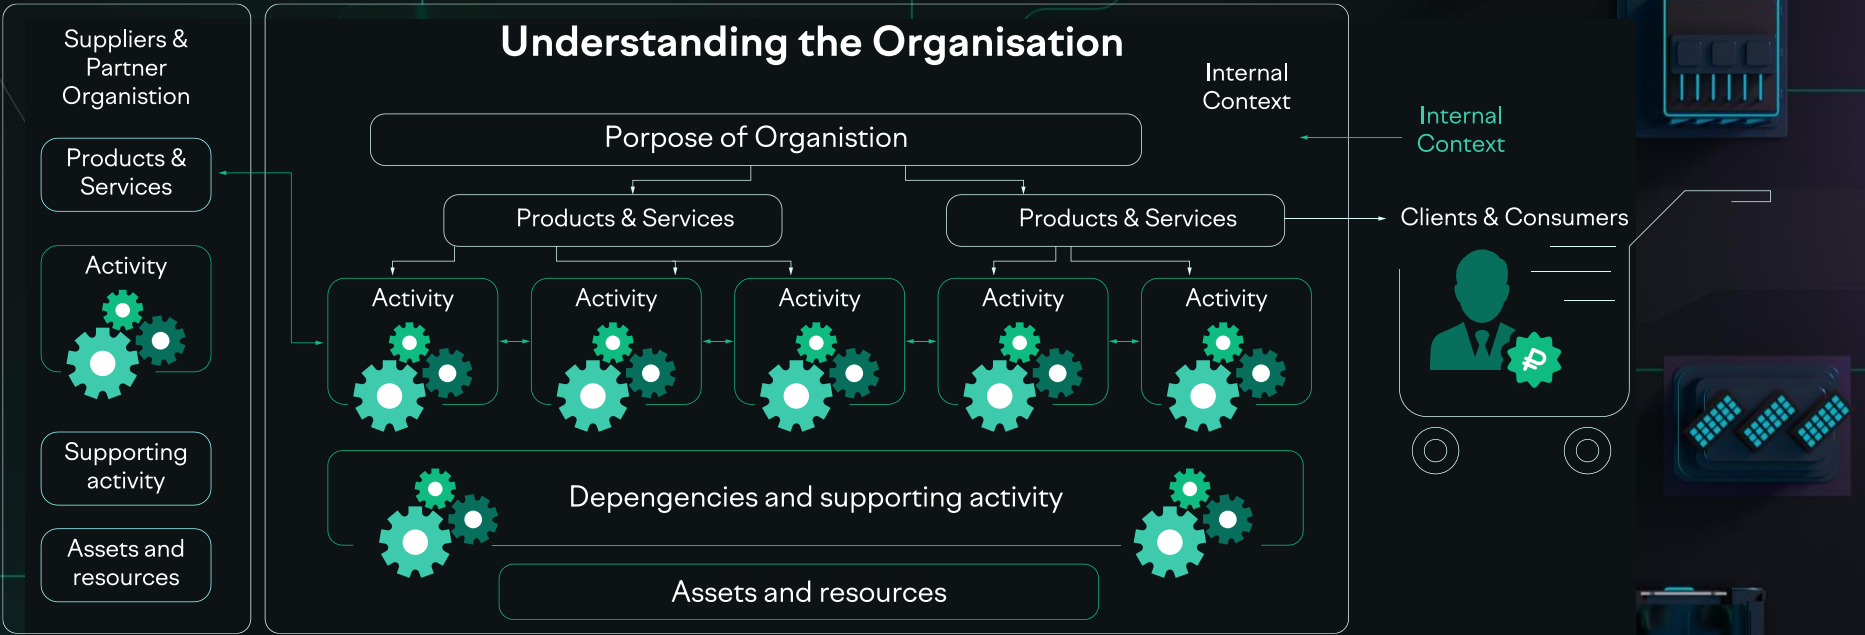 Suppliers &
Partner
Organistion
Products &
Services
Activity
Supporting
activity
Assets and
resources
Understanding the Organisation
Internal
Context
Porpose of Organistion
Products & Services
Products & Services
Activity
Activity
Activity
Activity
Activity
Depengencies and supporting activity
Assets and resources
Internal
Context
Clients & Consumers